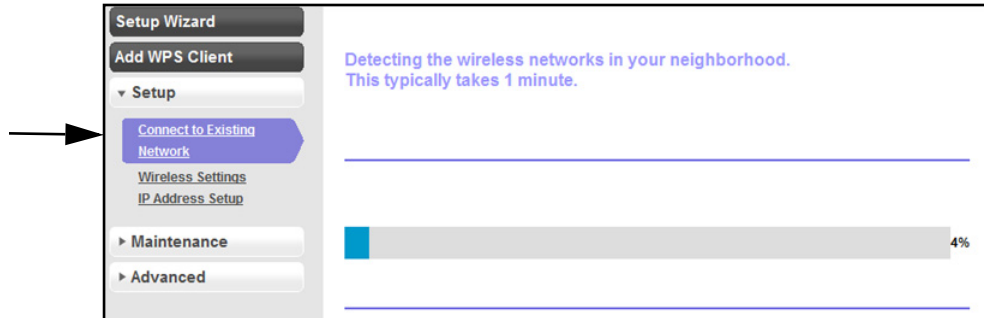 Setup Wizard
Add WPS Client
Setup
Connect to Existing
Network
Wireless Settings
IP Address Setup
Maintenance
Advanced
Detecting the wireless networks in your neighborhood.
This typically takes 1 minute.
4%